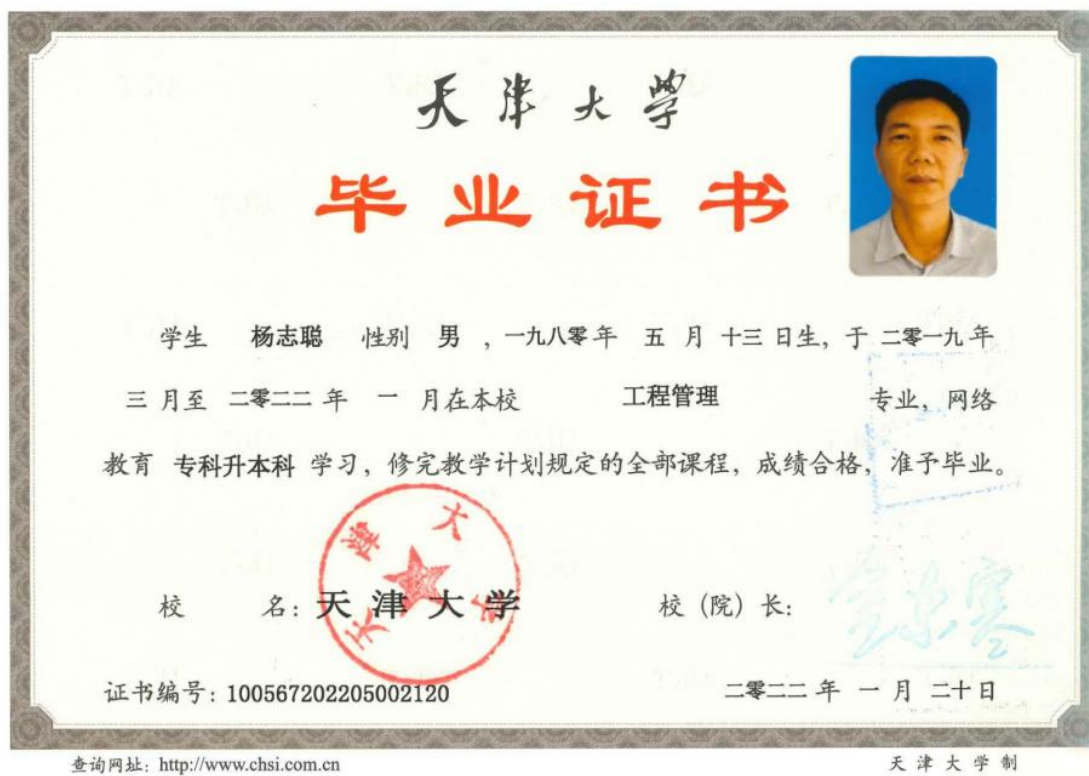 天津大学
毕业证书
学生 杨志聪 性别 男 ，一九八零年 五 月 十三 日生，于 二零一九年
三 月至 二零二二 年 一 月在本校 工程管理 专业，网络
教育 专科升本科 学习，修完教学计划规定的全部课程，成绩合格，准予毕业。
天津大学
校 名：天津大学 校（院）长：
证书编号：100567202205002120 二零二二 年 一 月 二十日
查询网址：http://www.chsi.com.cn 天津大学制